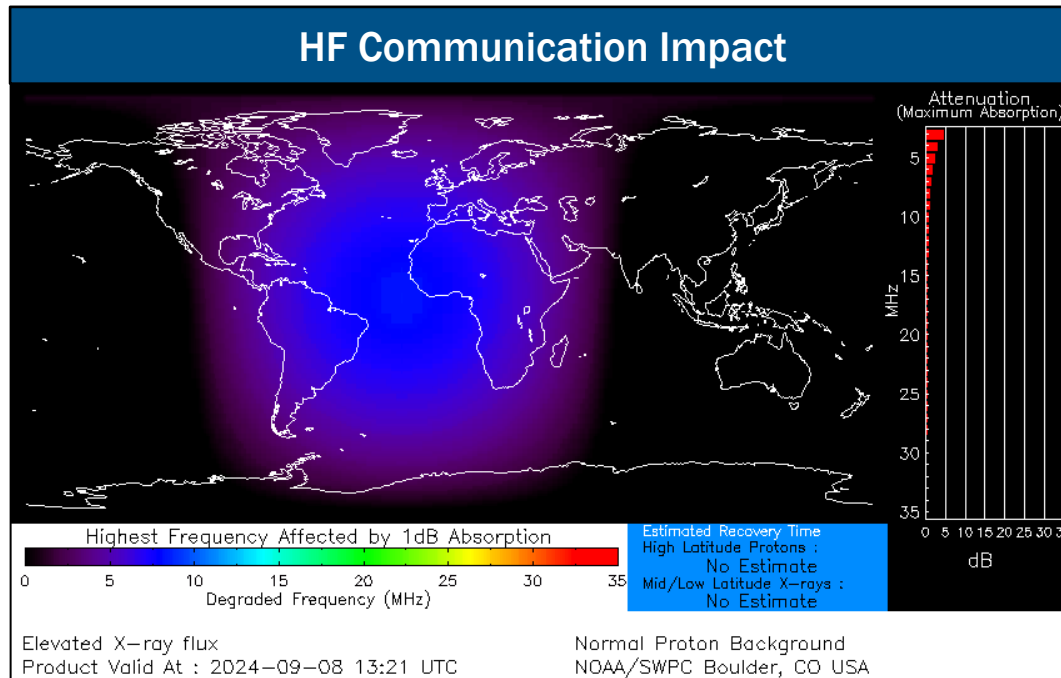 HF Communication Impact
Attenuation
(Maximum Absorption)
5
10
15
20
25
30
35
MHz
0 5 10 15 20 25 30 3
dB
Highest Frequency Affected by 1dB Absorption
0 5 10 15 20 25 30 35
Degraded Frequency (MHz)
Estimated Recovery Time
High Latitude Protons :
No Estimate
Mid/Low Latitude X-rays :
No Estimate
Elevated X-ray flux
Product Valid At : 2024-09-08 13:21 UTC
Normal Proton Background
NOAA/SWPC Boulder, CO USA